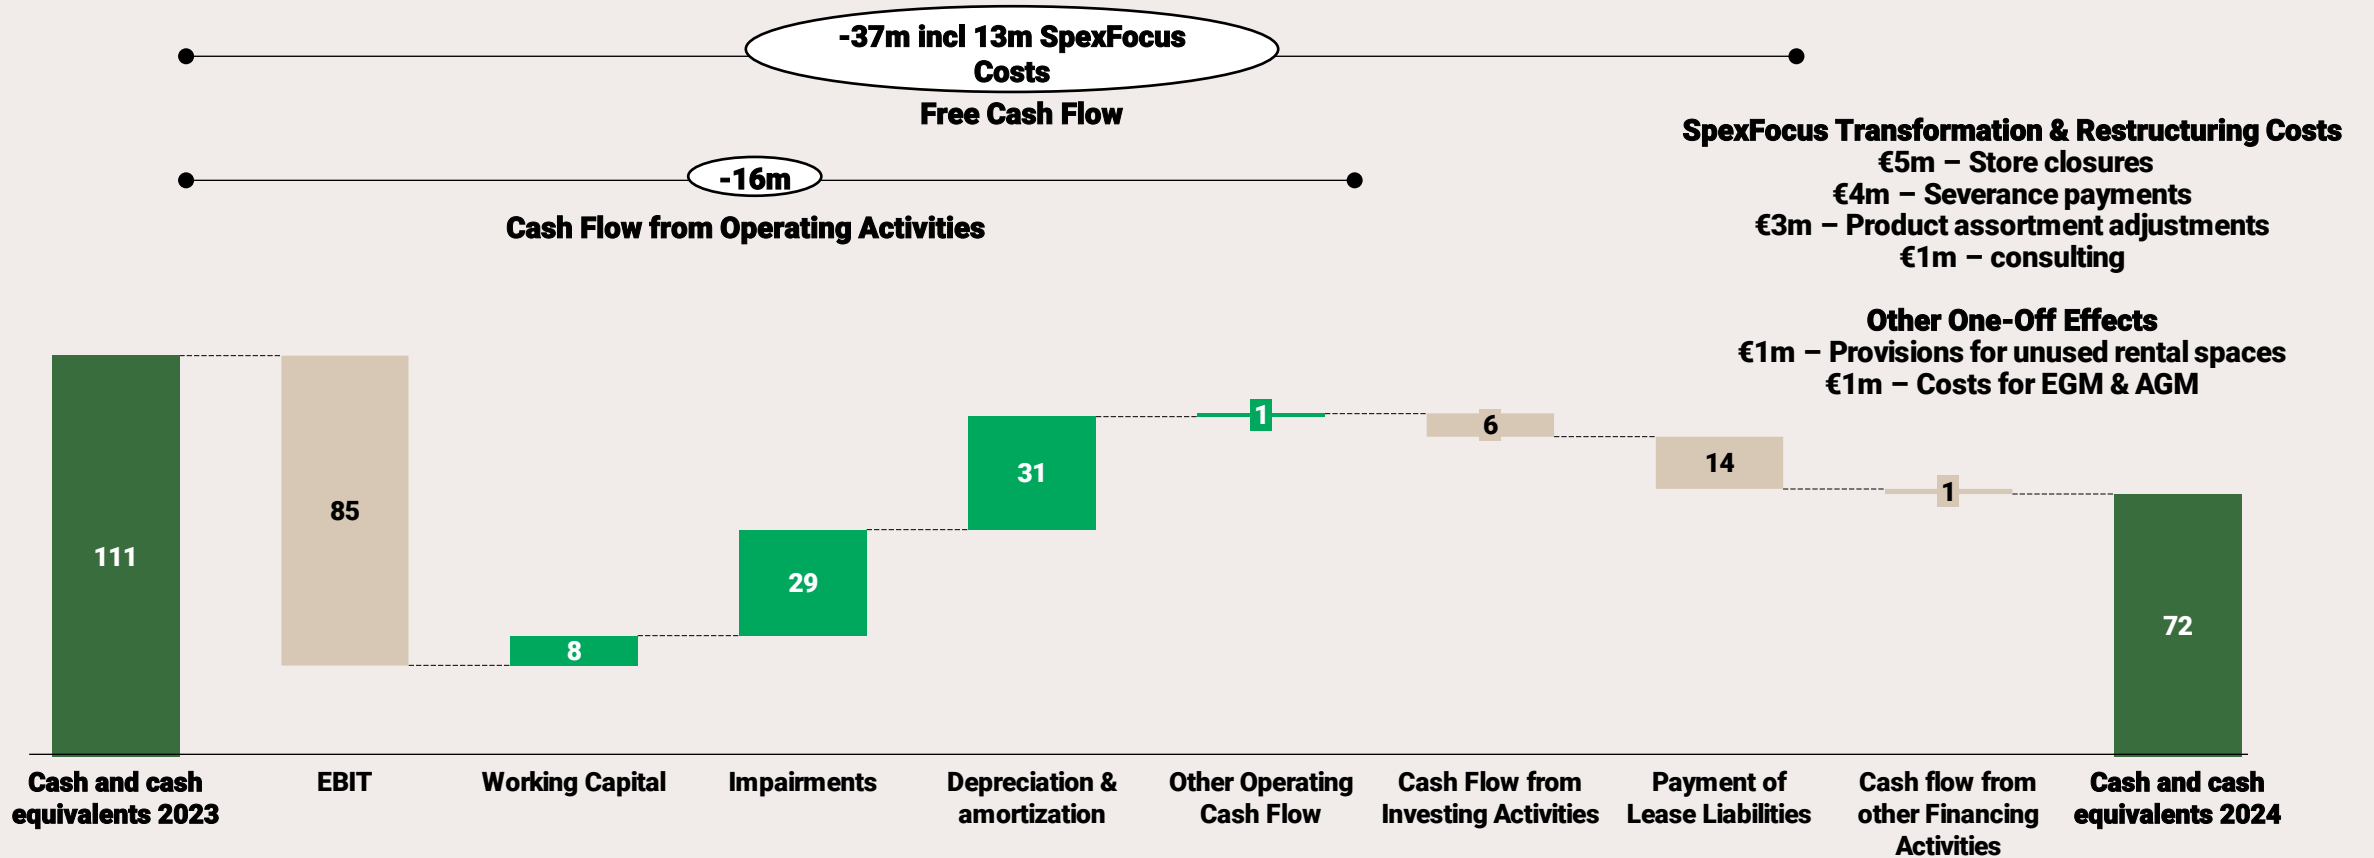 -37m incl 13m SpexFocus
Costs
Free Cash Flow
-16m
Cash Flow from Operating Activities
SpexFocus Transformation & Restructuring Costs
€5m – Store closures
€4m – Severance payments
€3m – Product assortment adjustments
€1m – consulting
Other One-Off Effects
€1m – Provisions for unused rental spaces
€1m – Costs for EGM & AGM
111
85
8
29
31
1
6
14
1
72
Cash and cash
equivalents 2023
EBIT
Working Capital
Impairments
Depreciation &
amortization
Other Operating
Cash Flow
Cash Flow from
Investing Activities
Payment of
Lease Liabilities
Cash flow from
other Financing
Activities
Cash and cash
equivalents 2024